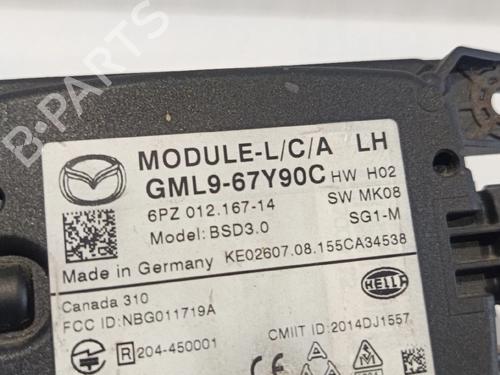 B-PARTS
MODULE-L/C/A LH
GML9-67Y90C HW H02
6PZ 012.167-14 SW MK08
Model: BSD3.0 SG1-M
Made in Germany KE02607.08.155CA34538
Canada 310
FCC ID:NBG011719A
HELLA
R 204-450001
CMIIT ID:2014DJ1557
CE